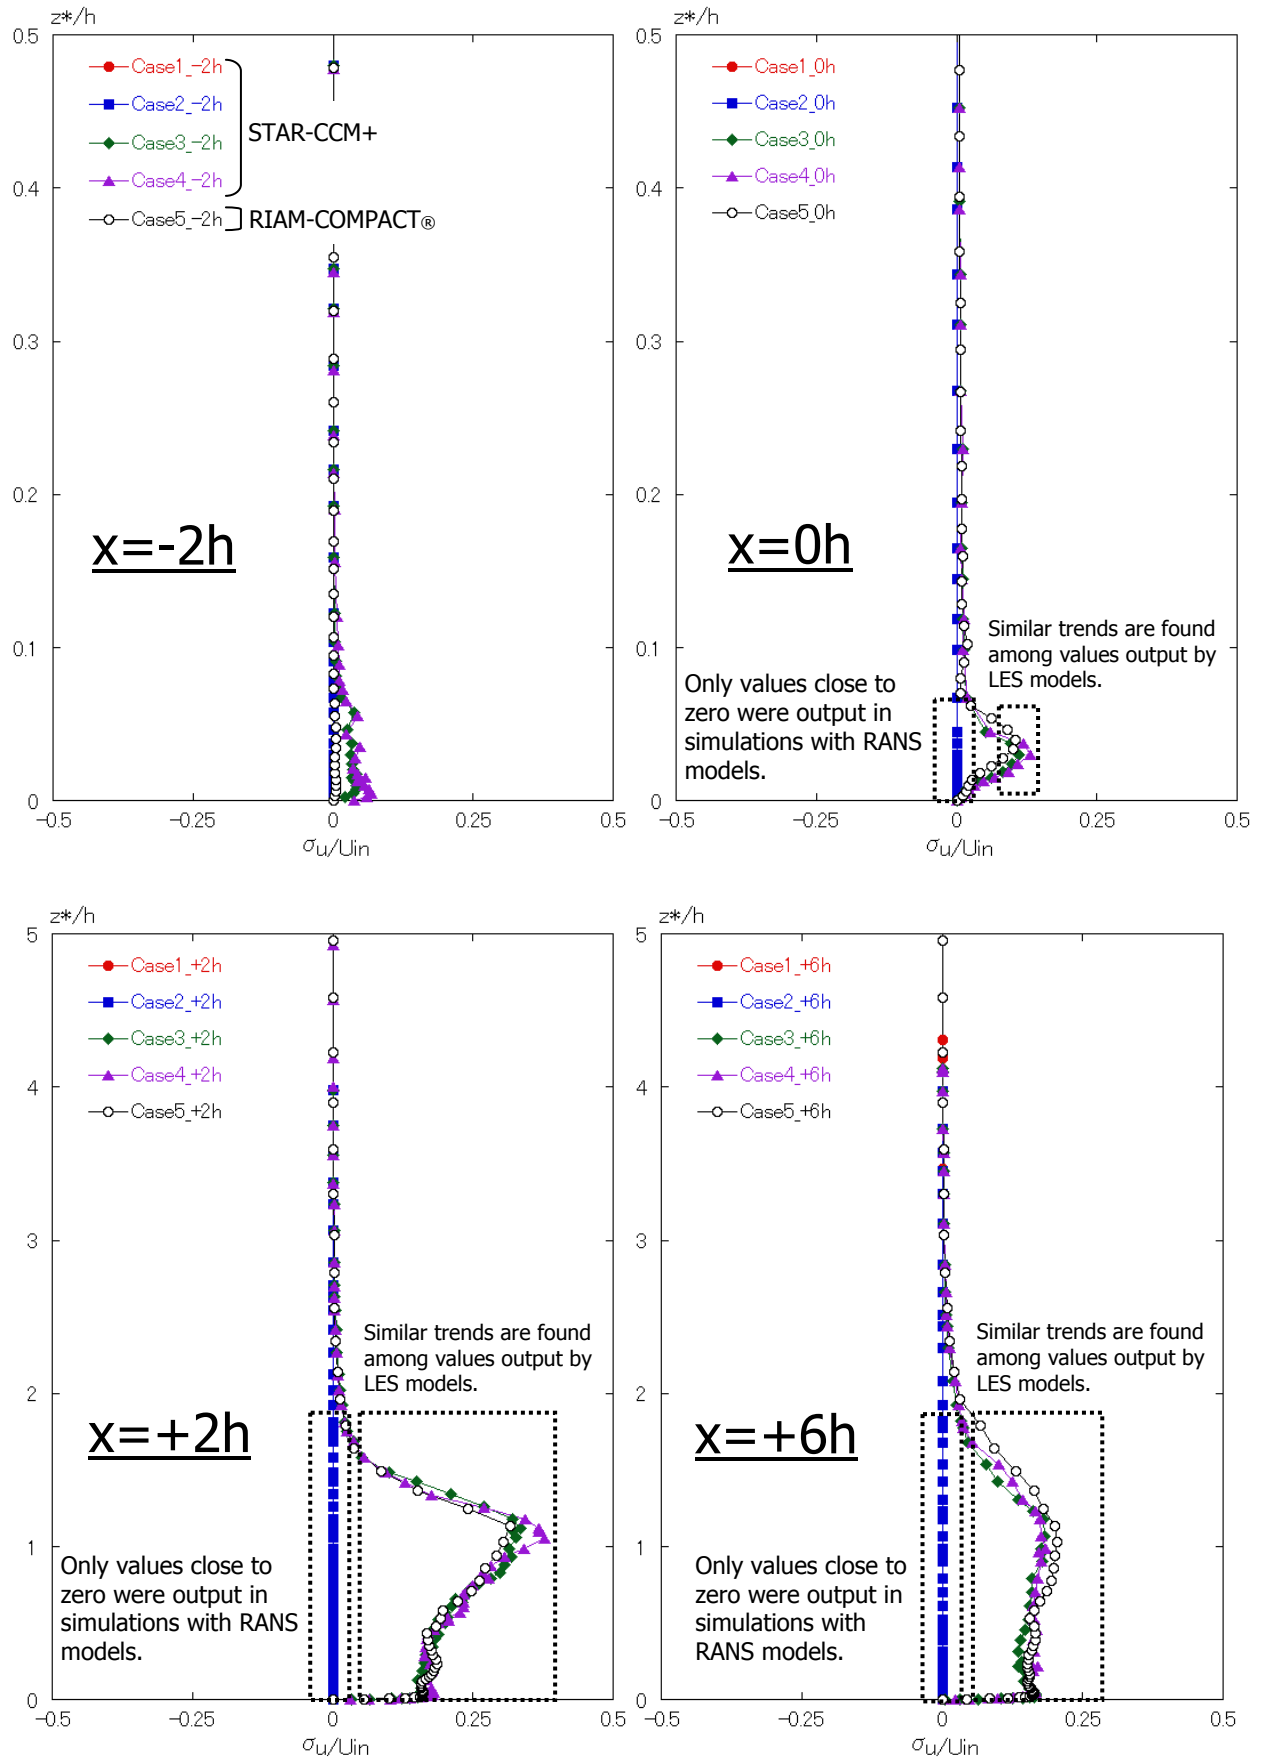 z*/h
0.5
Case1_-2h
Case2_-2h
Case3_-2h
Case4_-2h
STAR-CCM+
Case5_-2h
RIAM-COMPACT®
0.4
0.3
0.2
x=-2h
0.1
0
-0.5
-0.25
0
0.25
0.5
σu/Uin
z*/h
0.5
Case1_0h
Case2_0h
Case3_0h
Case4_0h
Case5_0h
0.4
0.3
0.2
x=0h
0.1
Similar trends are found
among values output by
LES models.
Only values close to
zero were output in
simulations with RANS
models.
0
-0.5
-0.25
0
0.25
0.5
σu/Uin
z*/h
5
Case1_+2h
Case2_+2h
Case3_+2h
Case4_+2h
Case5_+2h
4
3
2
Similar trends are found
among values output by
LES models.
x=+2h
1
Only values close to
zero were output in
simulations with RANS
models.
0
-0.5
-0.25
0
0.25
0.5
σu/Uin
z*/h
5
Case1_+6h
Case2_+6h
Case3_+6h
Case4_+6h
Case5_+6h
4
3
2
Similar trends are found
among values output by
LES models.
x=+6h
1
Only values close to
zero were output in
simulations with
RANS models.
0
-0.5
-0.25
0
0.25
0.5
σu/Uin